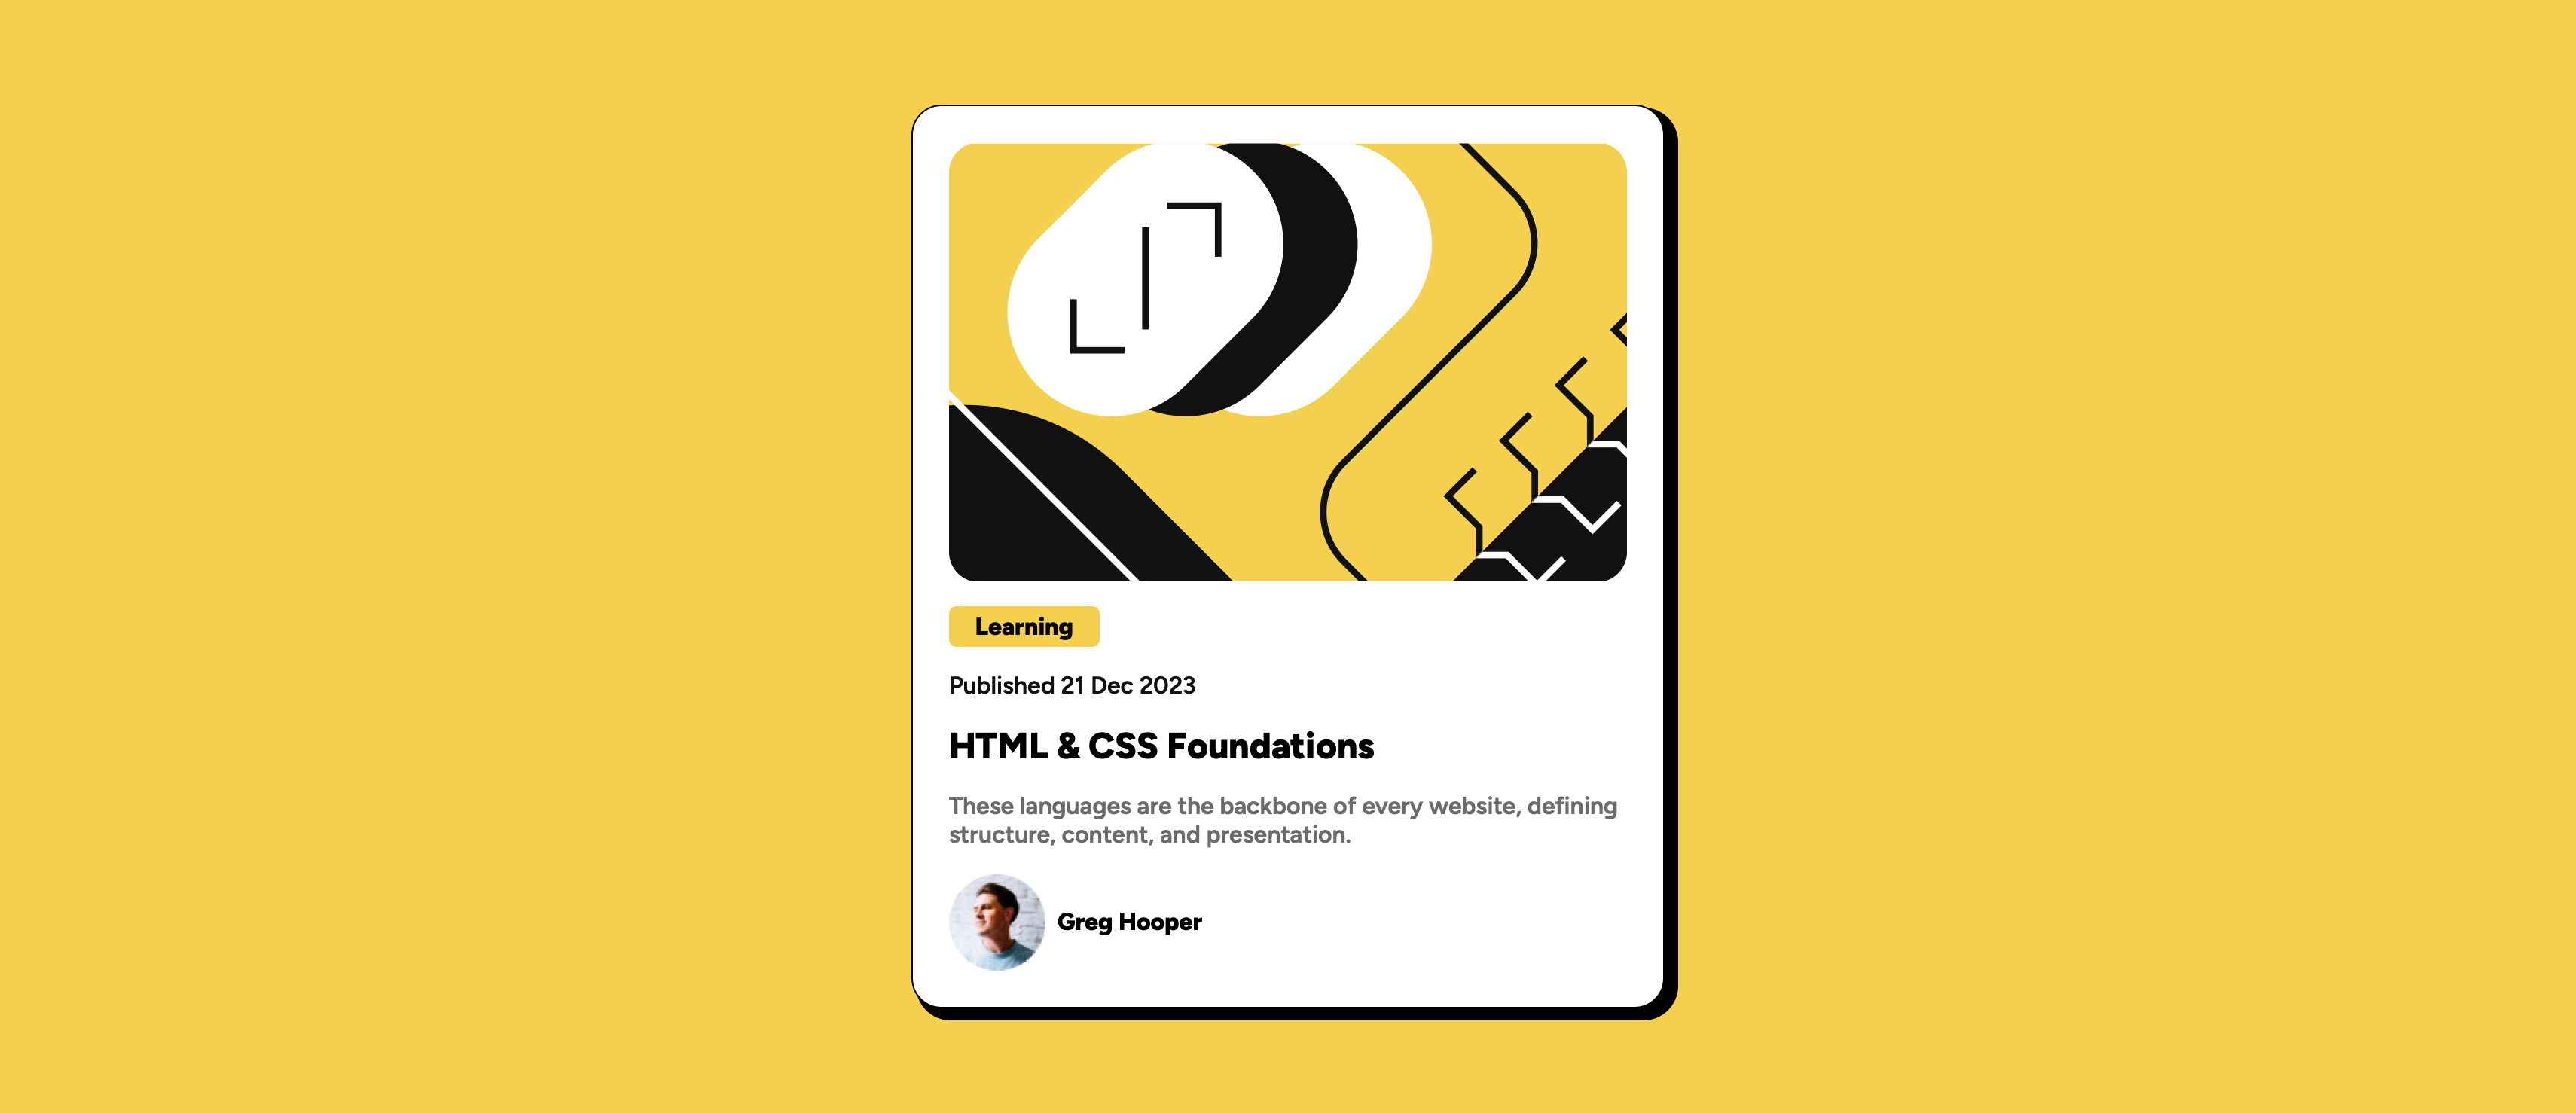 Learning
Published 21 Dec 2023
HTML & CSS Foundations
These languages are the backbone of every website, defining
structure, content, and presentation.
Greg Hooper